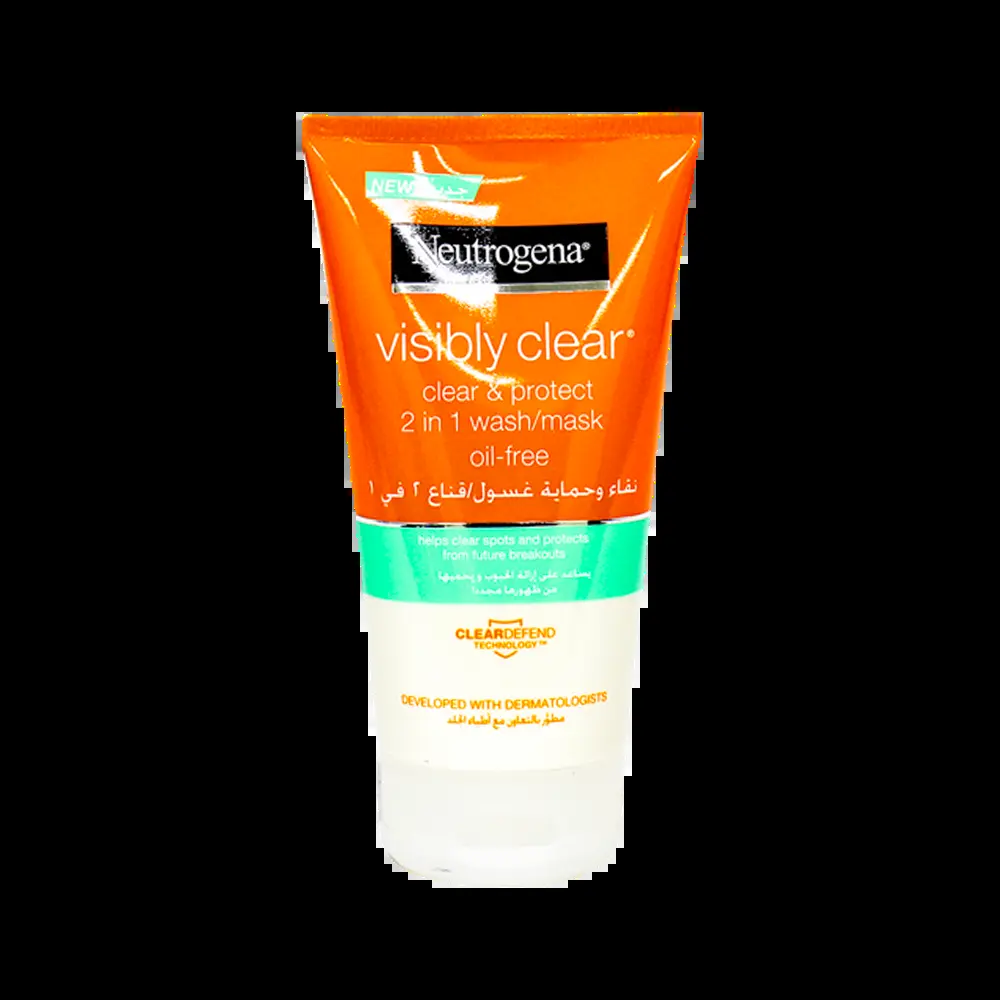 NEW جديد
Neutrogena®
visibly clear®
clear & protect
2 in 1 wash/mask
oil-free
نقاء وحماية غسول/قناع ٢ في ١
helps clear spots and protects
from future breakouts
يساعد على إزالة الحبوب ويحميها
من ظهورها مجددا
CLEARDEFEND
TECHNOLOGY™
DEVELOPED WITH DERMATOLOGISTS
مطوّر بالتعاون مع أطباء الجلد